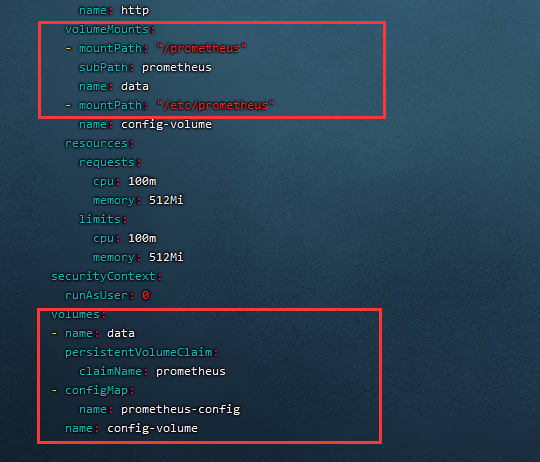 name: http
volumeMounts:
- mountPath: "/prometheus"
subPath: prometheus
name: data
- mountPath: "/etc/prometheus"
name: config-volume
resources:
requests:
cpu: 100m
memory: 512Mi
limits:
cpu: 100m
memory: 512Mi
securityContext:
runAsUser: 0
volumes:
- name: data
persistentVolumeClaim:
claimName: prometheus
- configMap:
name: prometheus-config
name: config-volume